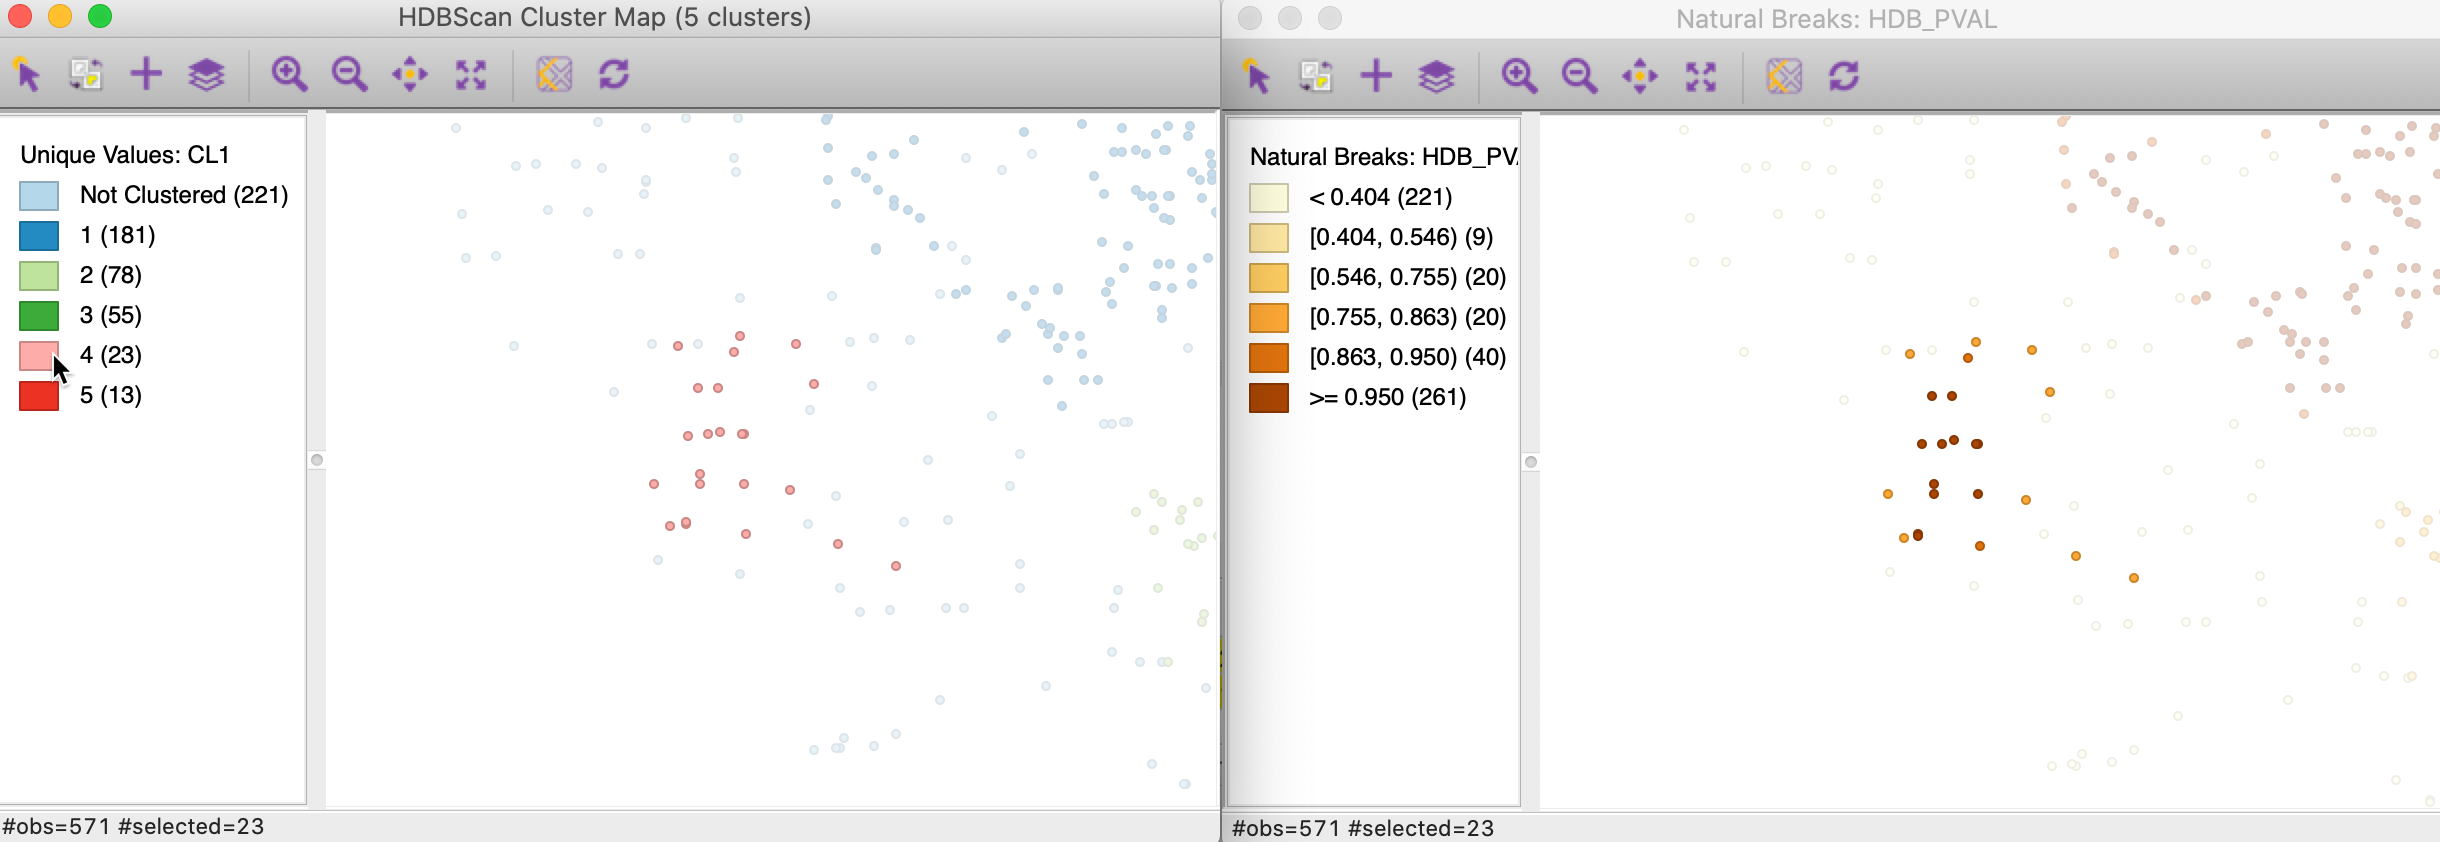 HDBScan Cluster Map (5 clusters)
Unique Values: CL1
Not Clustered (221)
1 (181)
2 (78)
3 (55)
4 (23)
5 (13)
#obs=571 #selected=23
Natural Breaks: HDB_PVAL
Natural Breaks: HDB_PV
< 0.404 (221)
[0.404, 0.546) (9)
[0.546, 0.755) (20)
[0.755, 0.863) (20)
[0.863, 0.950) (40)
>= 0.950 (261)
#obs=571 #selected=23